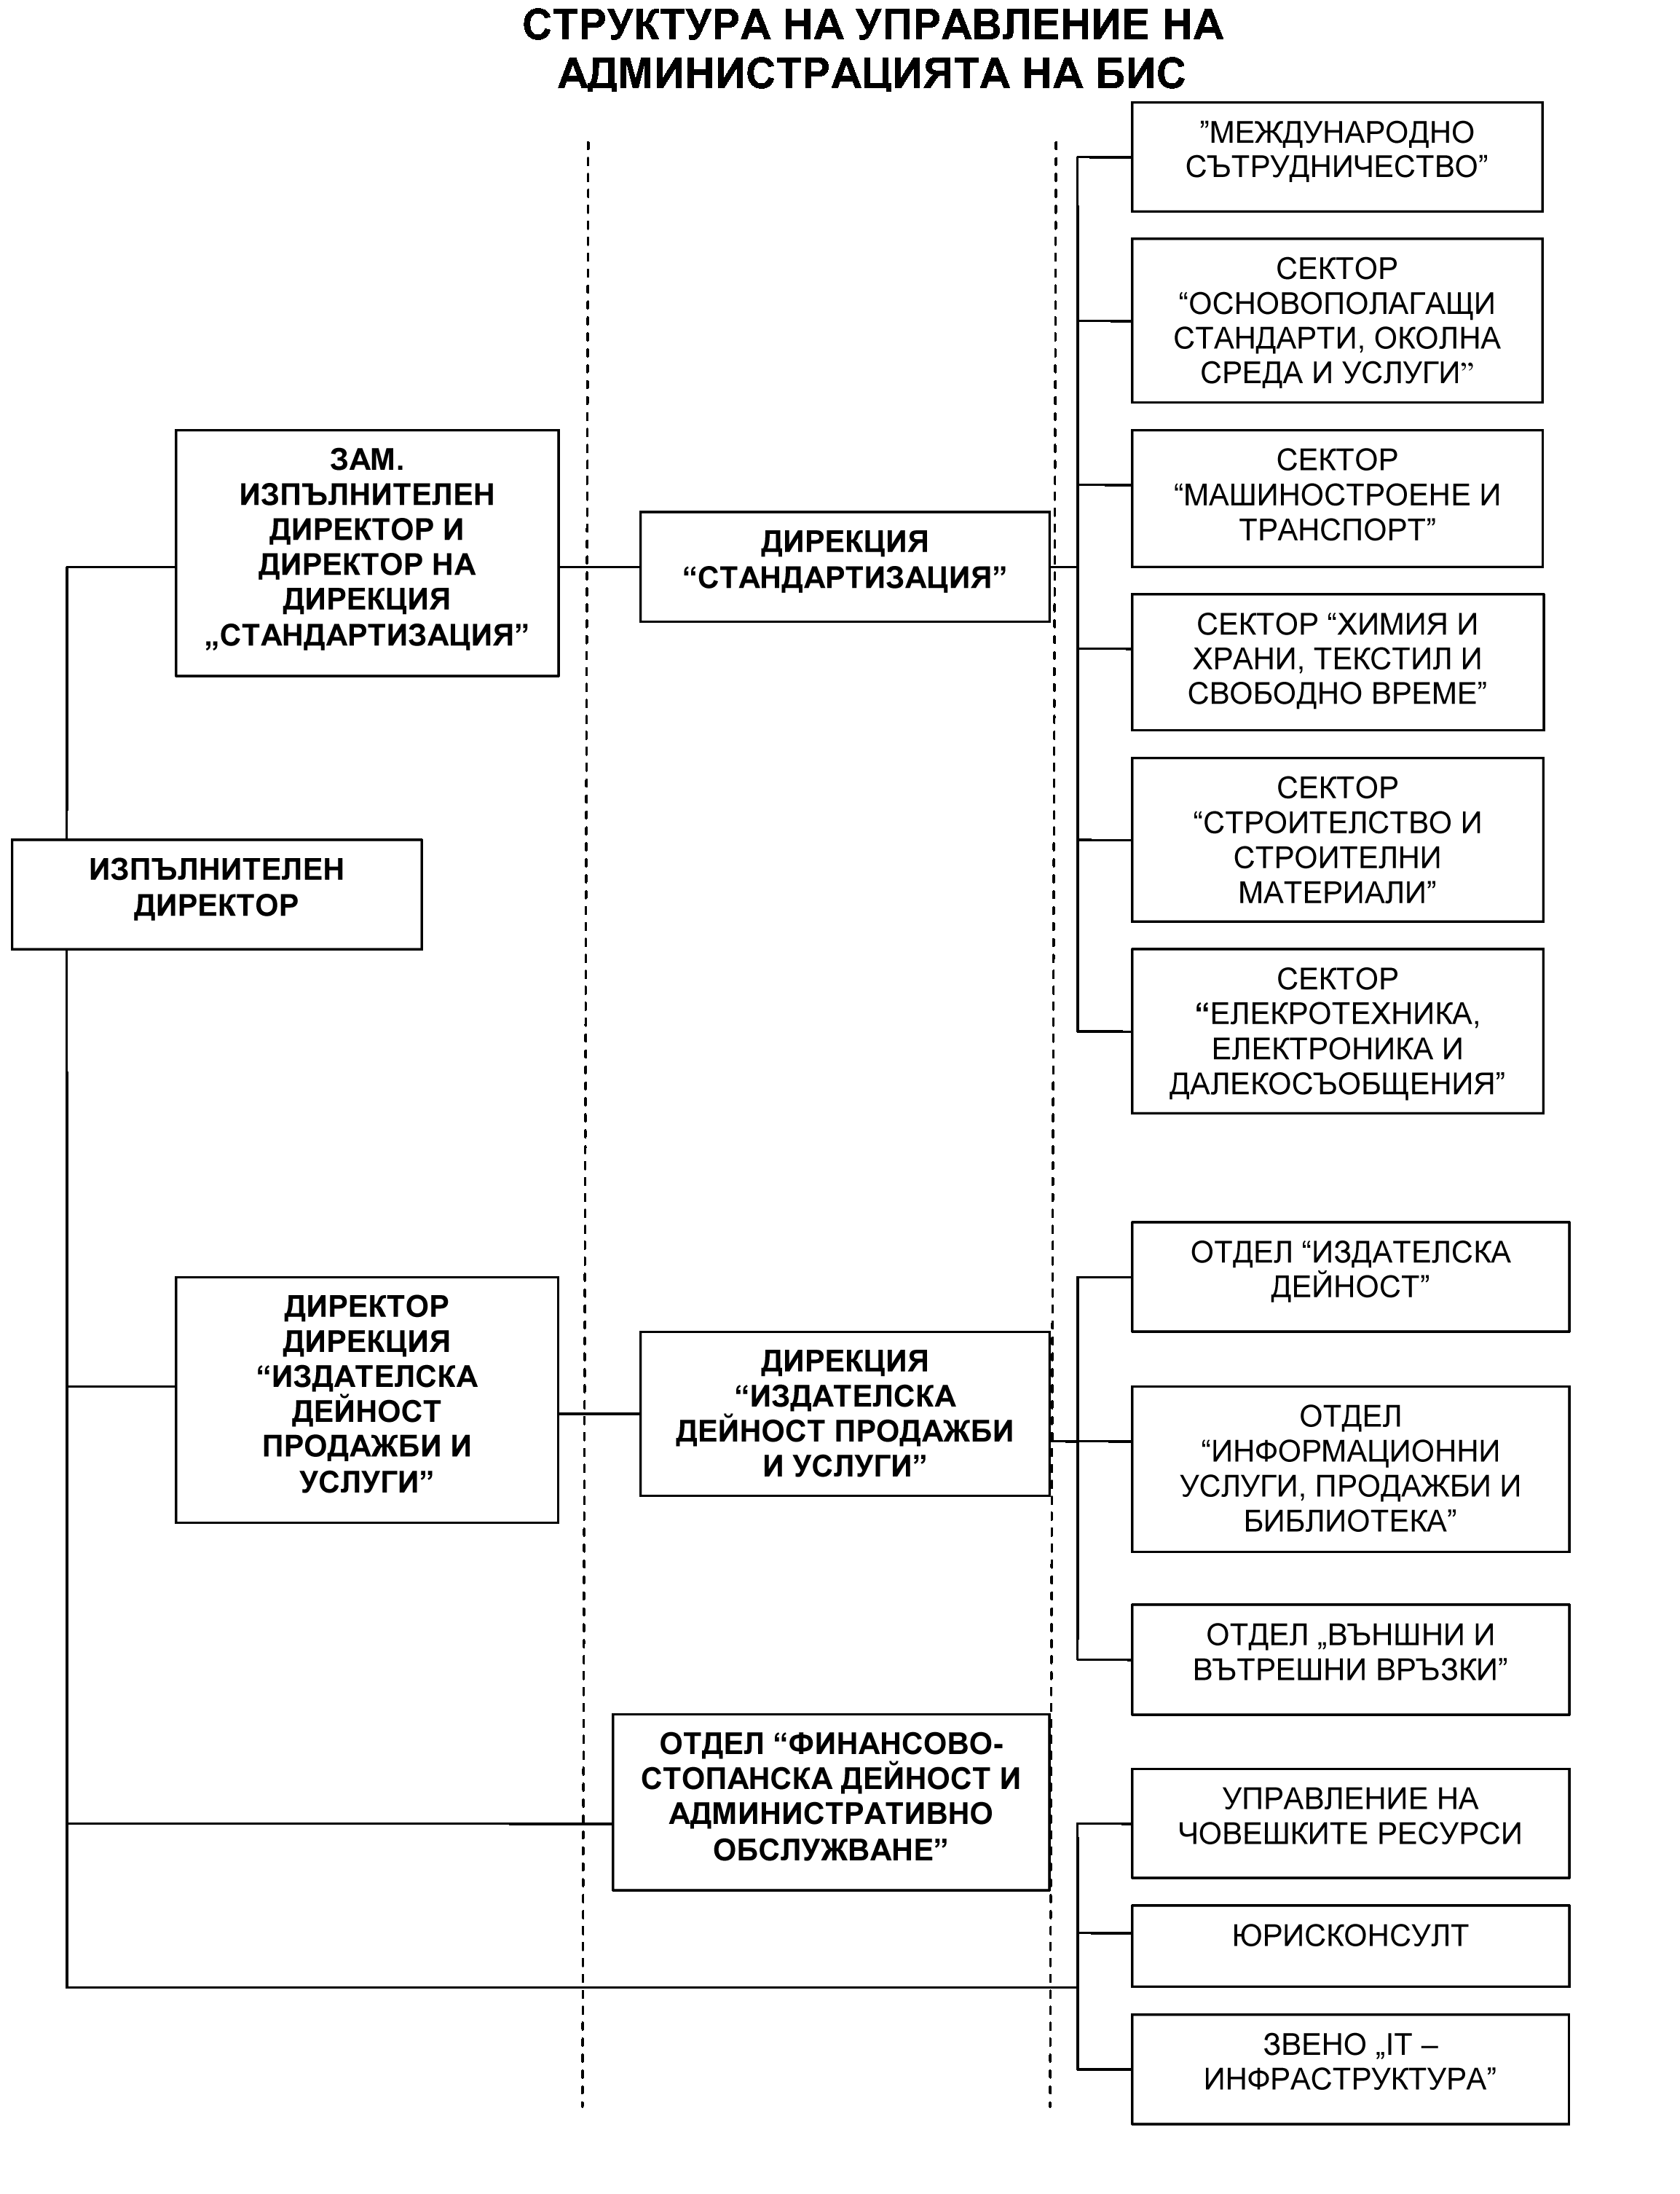 СТРУКТУРА НА УПРАВЛЕНИЕ НА
АДМИНИСТРАЦИЯТА НА БИС
”МЕЖДУНАРОДНО
СЪТРУДНИЧЕСТВО”
СЕКТОР
“ОСНОВОПОЛАГАЩИ
СТАНДАРТИ, ОКОЛНА
СРЕДА И УСЛУГИ”
ЗАМ.
ИЗПЪЛНИТЕЛЕН
ДИРЕКТОР И
ДИРЕКТОР НА
ДИРЕКЦИЯ
„СТАНДАРТИЗАЦИЯ”
ДИРЕКЦИЯ
“СТАНДАРТИЗАЦИЯ”
СЕКТОР
“МАШИНОСТРОЕНЕ И
ТРАНСПОРТ”
СЕКТОР “ХИМИЯ И
ХРАНИ, ТЕКСТИЛ И
СВОБОДНО ВРЕМЕ”
СЕКТОР
“СТРОИТЕЛСТВО И
СТРОИТЕЛНИ
МАТЕРИАЛИ”
ИЗПЪЛНИТЕЛЕН
ДИРЕКТОР
СЕКТОР
“ЕЛЕКРОТЕХНИКА,
ЕЛЕКТРОНИКА И
ДАЛЕКОСЪОБЩЕНИЯ”
ОТДЕЛ “ИЗДАТЕЛСКА
ДЕЙНОСТ”
ДИРЕКТОР
ДИРЕКЦИЯ
“ИЗДАТЕЛСКА
ДЕЙНОСТ
ПРОДАЖБИ И
УСЛУГИ”
ДИРЕКЦИЯ
“ИЗДАТЕЛСКА
ДЕЙНОСТ ПРОДАЖБИ
И УСЛУГИ”
ОТДЕЛ
“ИНФОРМАЦИОННИ
УСЛУГИ, ПРОДАЖБИ И
БИБЛИОТЕКА”
ОТДЕЛ „ВЪНШНИ И
ВЪТРЕШНИ ВРЪЗКИ”
ОТДЕЛ “ФИНАНСОВО-
СТОПАНСКА ДЕЙНОСТ И
АДМИНИСТРАТИВНО
ОБСЛУЖВАНЕ”
УПРАВЛЕНИЕ НА
ЧОВЕШКИТЕ РЕСУРСИ
ЮРИСКОНСУЛТ
ЗВЕНО „IT –
ИНФРАСТРУКТУРА”